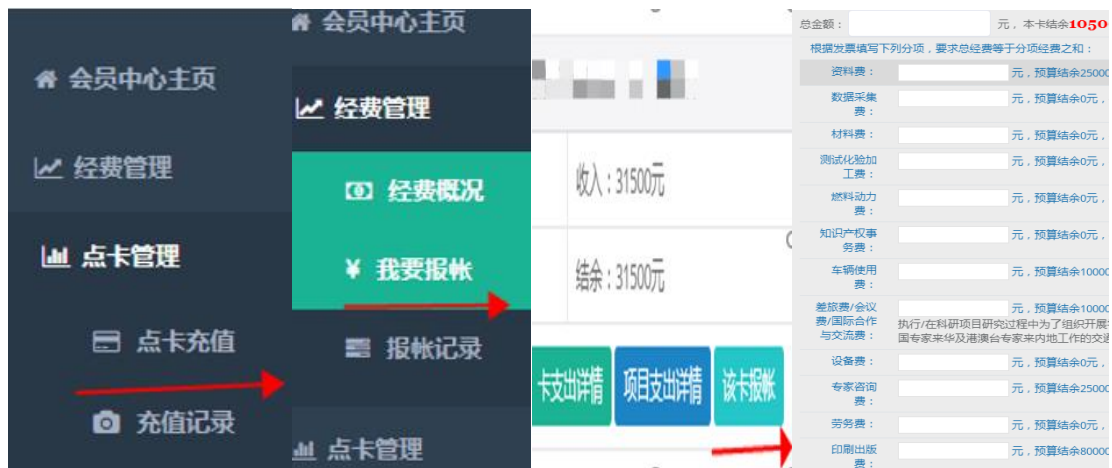 会员中心主页
经费管理
点卡管理
点卡充值
充值记录
会员中心主页
经费管理
经费概况
¥ 我要报帐
报帐记录
点卡管理
收入：31500元
结余：31500元
卡支出详情 项目支出详情 该卡报帐
总金额： 元，本卡结余1050
根据发票填写下列分项，要求总经费等于分项经费之和：
资料费： 元，预算结余25000
数据采集费： 元，预算结余0元，
材料费： 元，预算结余0元，
测试化验加工费： 元，预算结余0元，
燃料动力费： 元，预算结余0元，
知识产权事务费： 元，预算结余0元，
车辆使用费： 元，预算结余10000
差旅费/会议费/国际合作与交流费： 元，预算结余10000
执行/在科研项目研究过程中为了组织开展
国专家来华及港澳台专家来内地工作的交通
设备费： 元，预算结余0元，
专家咨询费： 元，预算结余25000
劳务费： 元，预算结余0元，
印刷出版费： 元，预算结余80000